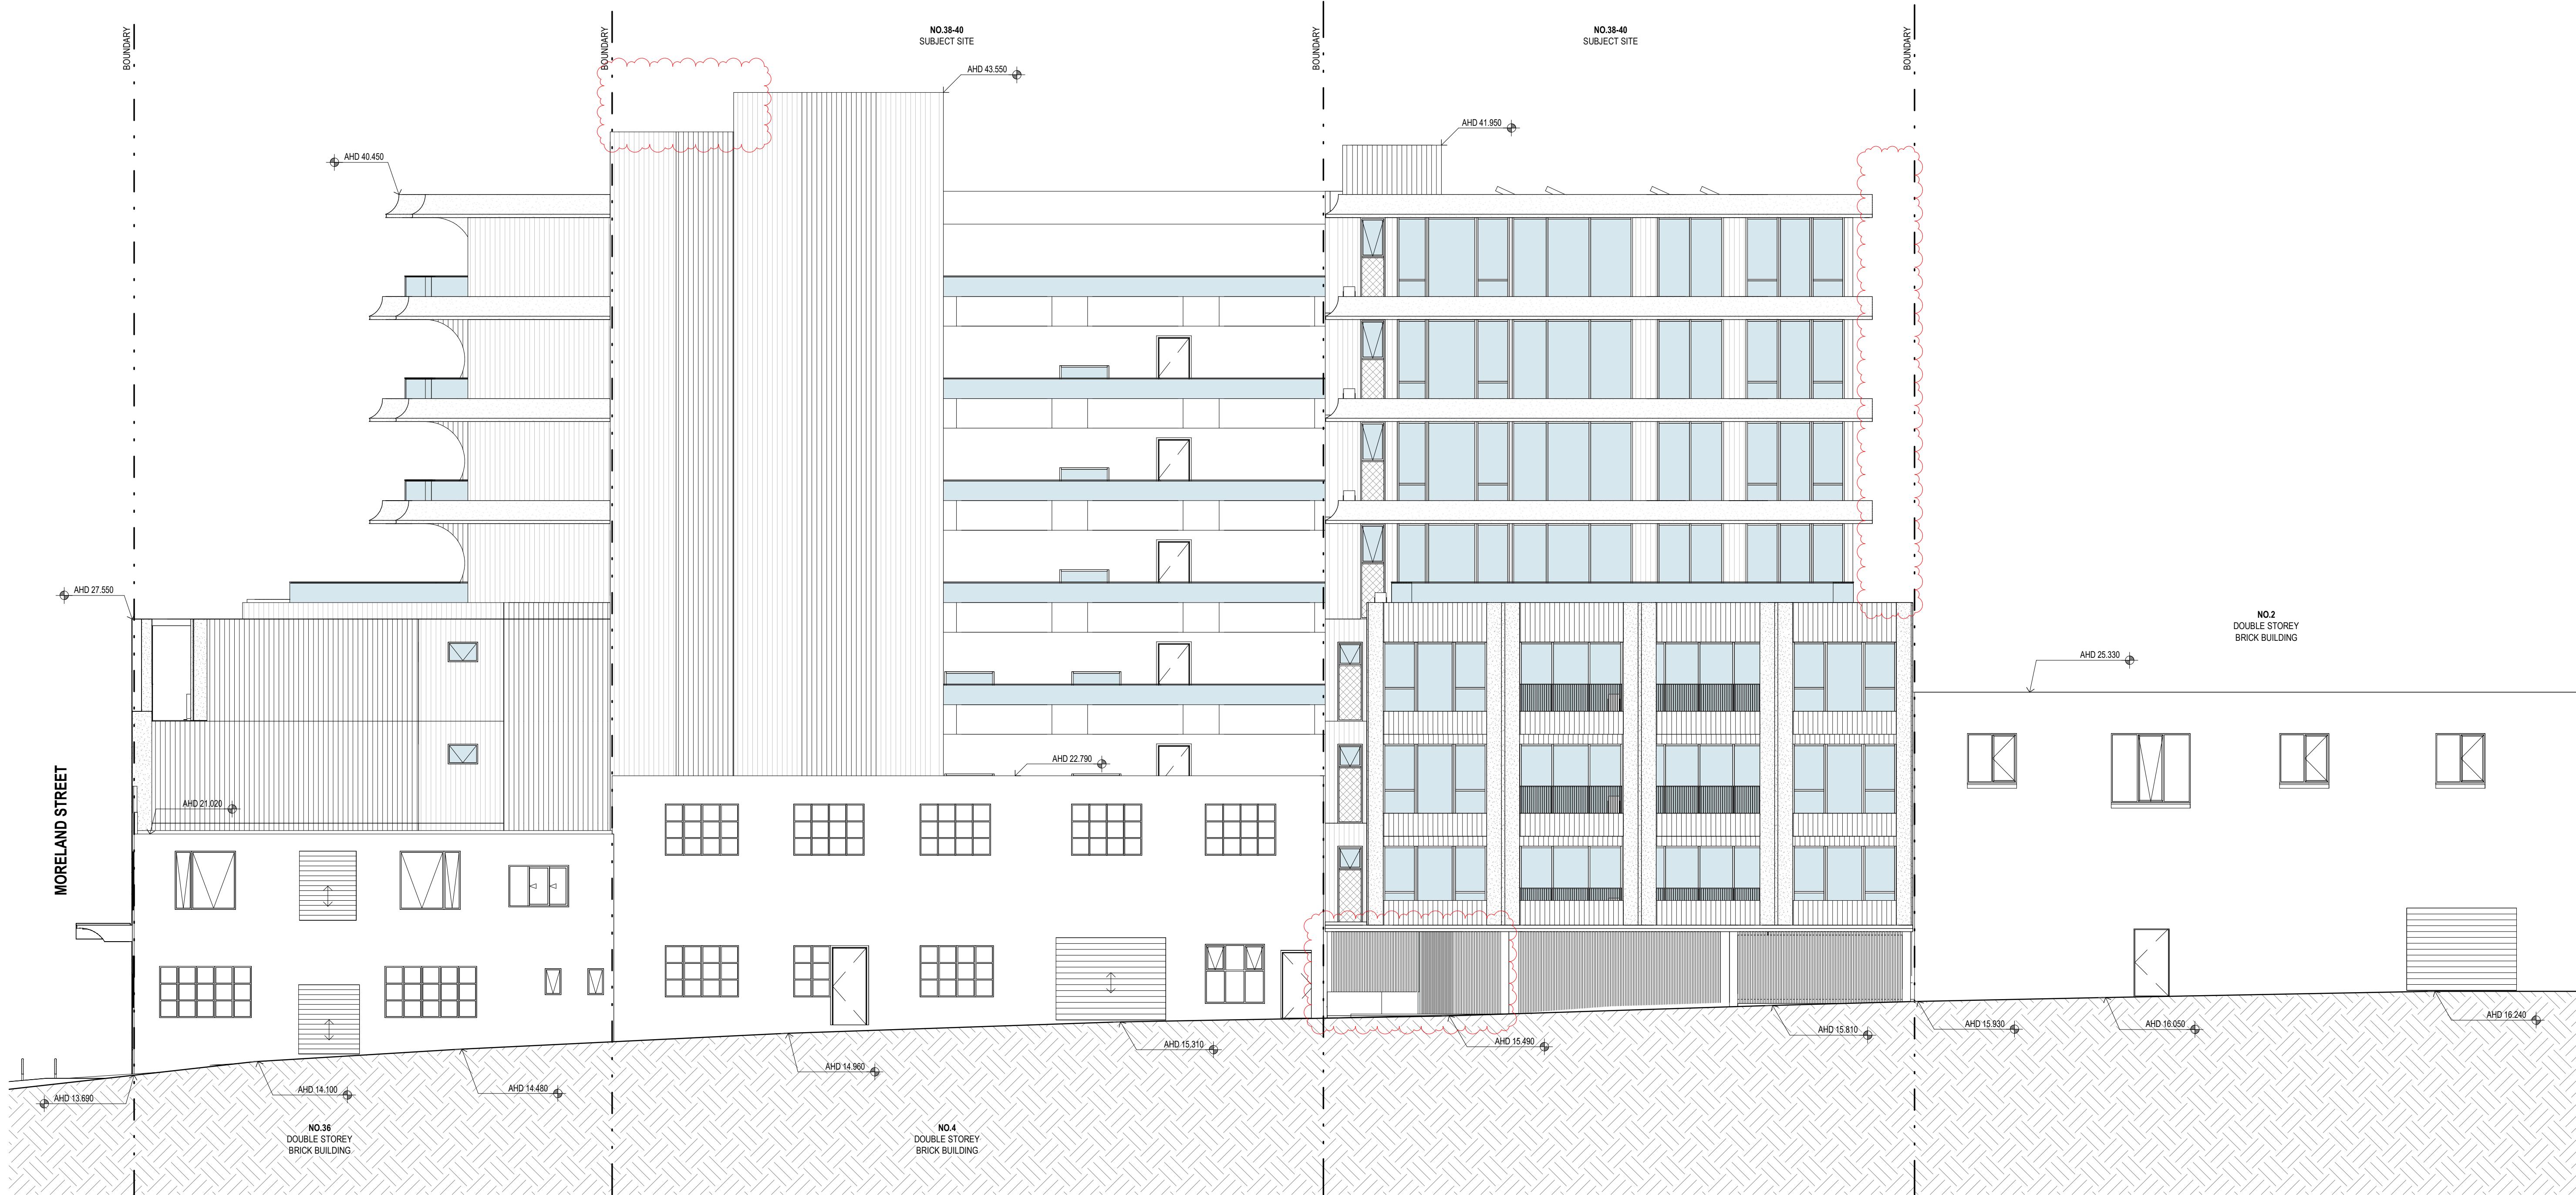 BOUNDARY
BOUNDARY
NO.38-40
SUBJECT SITE
BOUNDARY
NO.38-40
SUBJECT SITE
BOUNDARY
AHD 43.550
AHD 41.950
AHD 40.450
AHD 27.550
NO.2
DOUBLE STOREY
BRICK BUILDING
AHD 25.330
AHD 22.790
MORELAND STREET
AHD 21.020
AHD 13.690
AHD 14.100
AHD 14.480
AHD 14.960
AHD 15.310
AHD 15.490
AHD 15.810
AHD 15.930
AHD 16.050
AHD 16.240
NO.36
DOUBLE STOREY
BRICK BUILDING
NO.4
DOUBLE STOREY
BRICK BUILDING